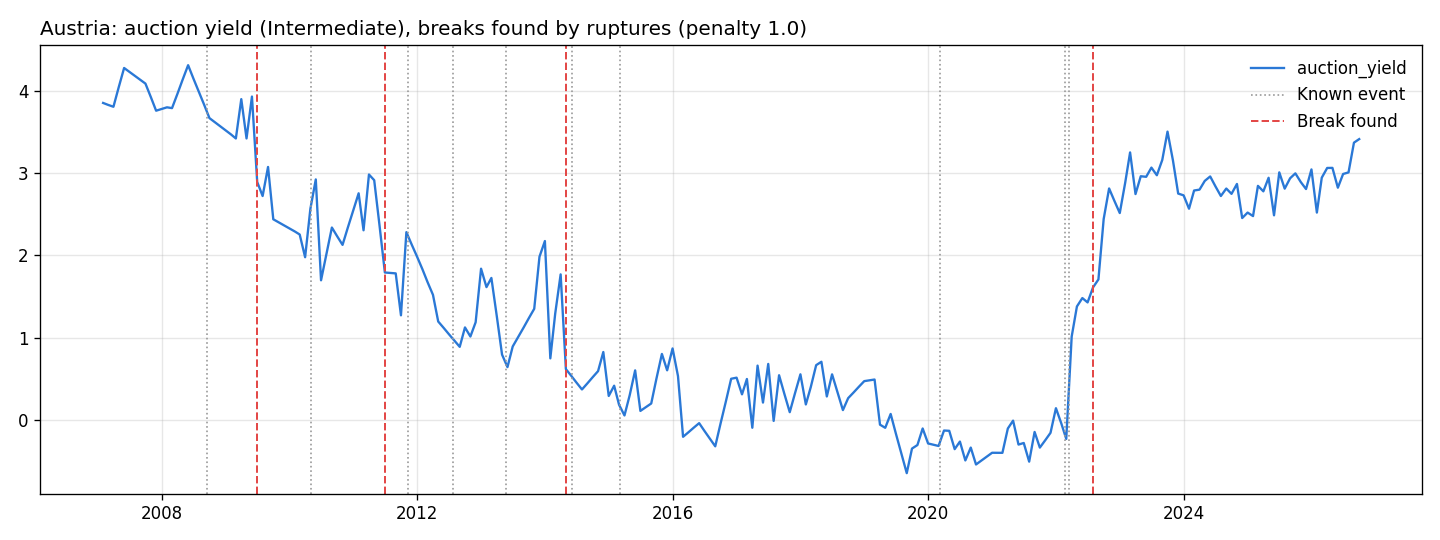 Austria: auction yield (Intermediate), breaks found by ruptures (penalty 1.0)
auction_yield
Known event
Break found
4
3
2
1
0
2008
2012
2016
2020
2024